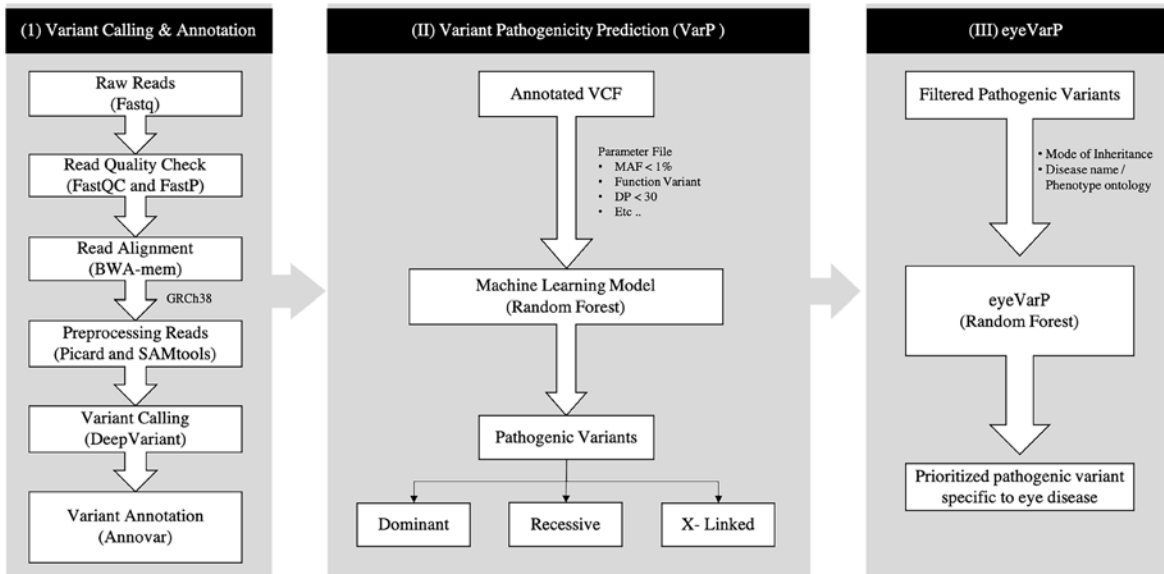 (1) Variant Calling & Annotation
Raw Reads
(Fastq)
Read Quality Check
(FastQC and FastP)
Read Alignment
(BWA-mem)
GRCh38
Preprocessing Reads
(Picard and SAMtools)
Variant Calling
(DeepVariant)
Variant Annotation
(Annovar)
(II) Variant Pathogenicity Prediction (VarP )
Annotated VCF
Parameter File
• MAF < 1%
• Function Variant
• DP < 30
• Etc ..
Machine Learning Model
(Random Forest)
Pathogenic Variants
Dominant
Recessive
X- Linked
(III) eyeVarP
Filtered Pathogenic Variants
• Mode of Inheritance
• Disease name /
Phenotype ontology
eyeVarP
(Random Forest)
Prioritized pathogenic variant
specific to eye disease